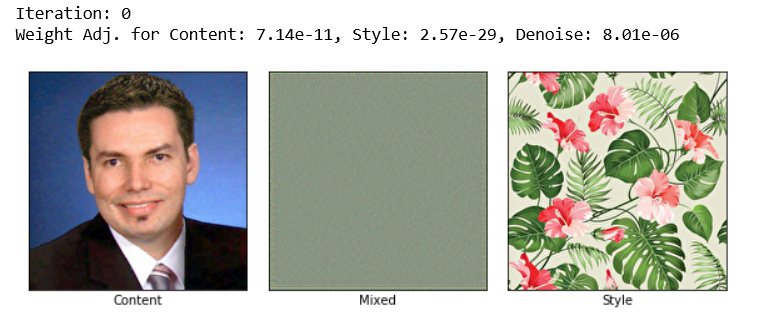 Iteration: 0
Weight Adj. for Content: 7.14e-11, Style: 2.57e-29, Denoise: 8.01e-06
Content
Mixed
Style